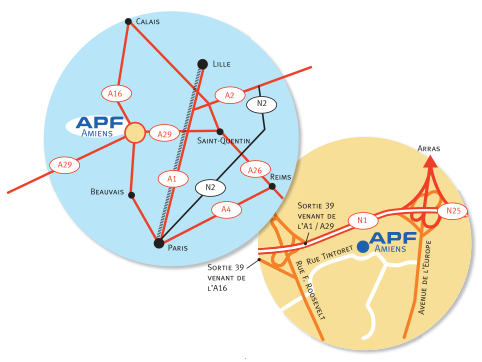 Calais
Lille
A16
A2
N2
APF
Amiens
A29
Saint-Quentin
A29
A1
A26
Arras
Beauvais
N2
Reims
A4
Sortie 39
venant de
l'A1 / A29
N1
N25
Paris
APF
Amiens
Rue Tintoret
Sortie 39
venant de
l'A16
Rue F. Roosevelt
Avenue de l'Europe